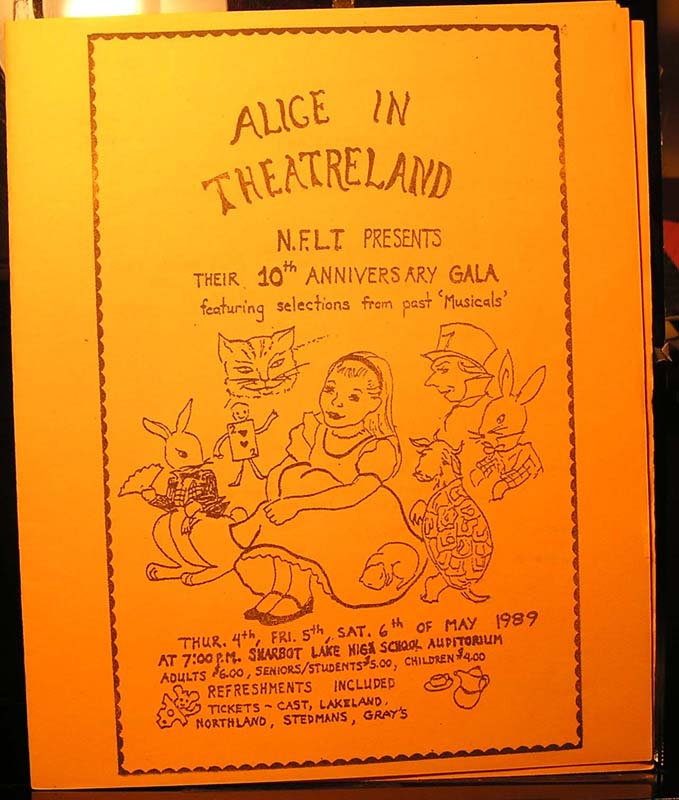 ALICE IN
THEATRELAND
N.F.L.T. PRESENTS
THEIR 10th ANNIVERSARY GALA
featuring selections from past 'Musicals'
THUR. 4th, FRI. 5th, SAT. 6th OF MAY 1989
AT 7:00 P.M. SHARBOT LAKE HIGH SCHOOL AUDITORIUM
ADULTS $6.00, SENIORS/STUDENTS $5.00, CHILDREN $4.00
REFRESHMENTS INCLUDED
TICKETS - CAST, LAKELAND,
NORTHLAND, STEDMANS, GRAY'S